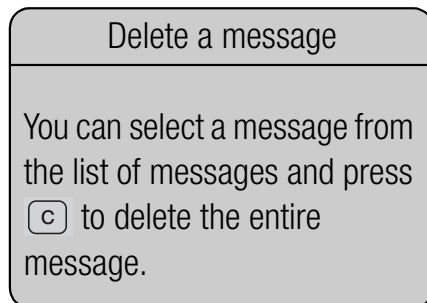 Delete a message
You can select a message from
the list of messages and press
c to delete the entire
message.